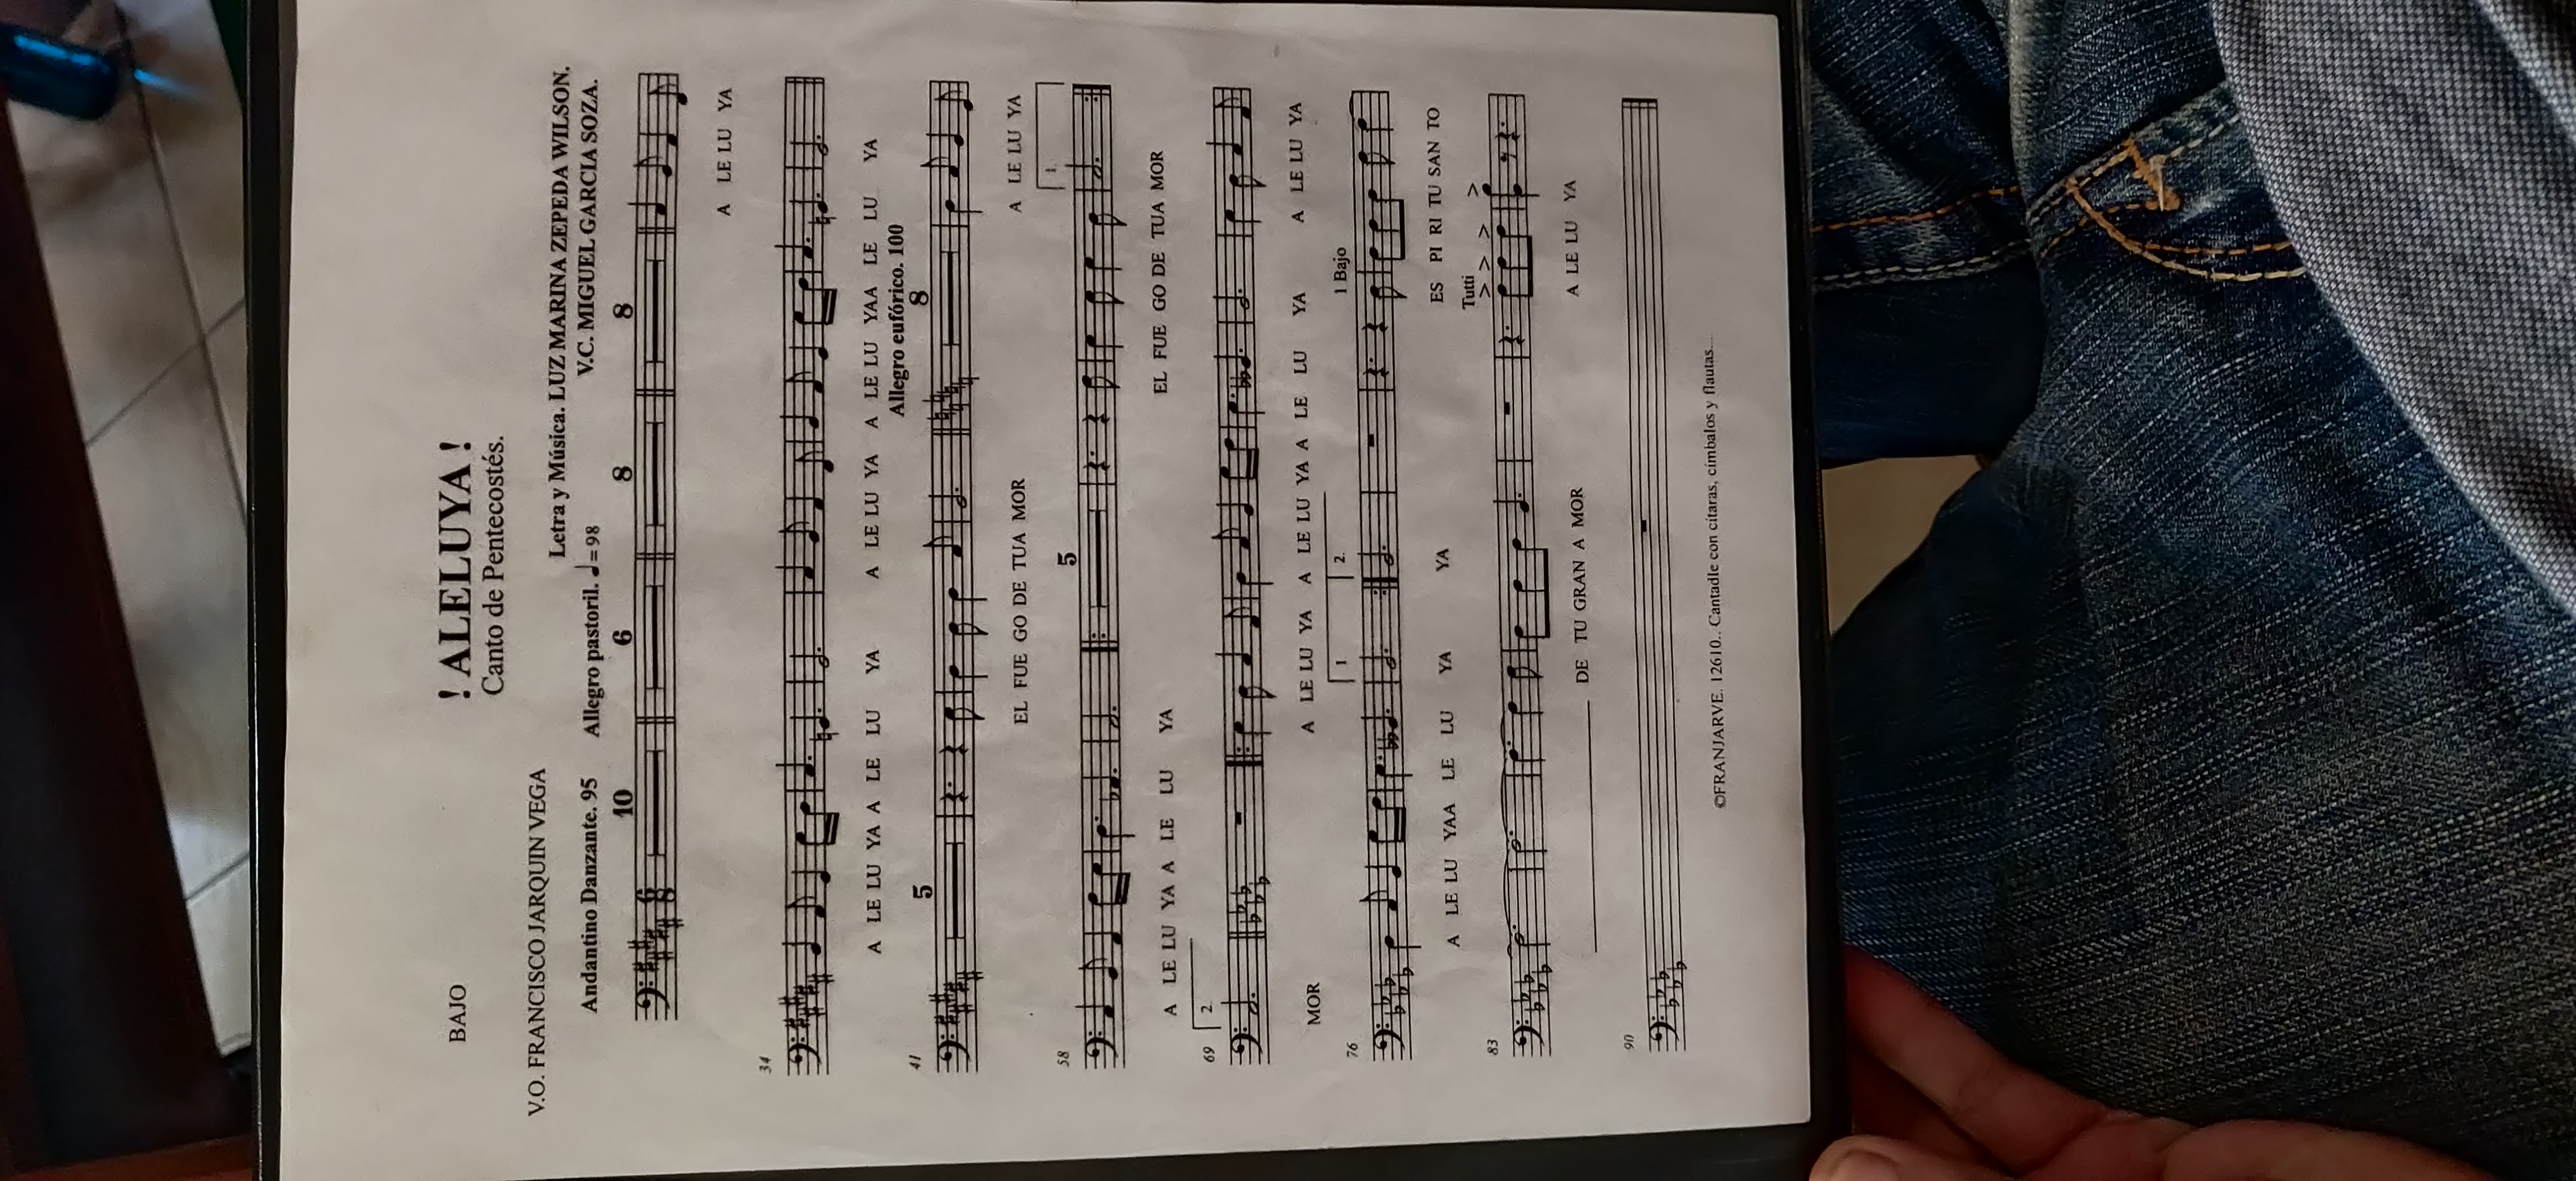 BAJO
! ALELUYA !
Canto de Pentecostés.
V.O. FRANCISCO JARQUIN VEGA
Letra y Música. LUZ MARINA ZEPEDA WILSON.
Andantino Danzante. 95 Allegro pastoril. ♩=98 V.C. MIGUEL GARCIA SOZA.
10 6 8 8
6
8
A LE LU YA
34
A LE LU YA A LE LU YA A LE LU YA A LE LU YAA LE LU YA
Allegro eufórico. 100
41 5 8
EL FUE GO DE TUA MOR A LE LU YA
58 5 1.
A LE LU YA A LE LU YA EL FUE GO DE TUA MOR
69 2.
MOR A LE LU YA A LE LU YA A LE LU YA A LE LU YA
76 1 2. 1 Bajo
A LE LU YAA LE LU YA YA ES PI RI TU SAN TO
83 Tutti
DE TU GRAN A MOR A LE LU YA
90
©FRANJARVE. 12610.. Cantadle con cítaras, címbalos y flautas....